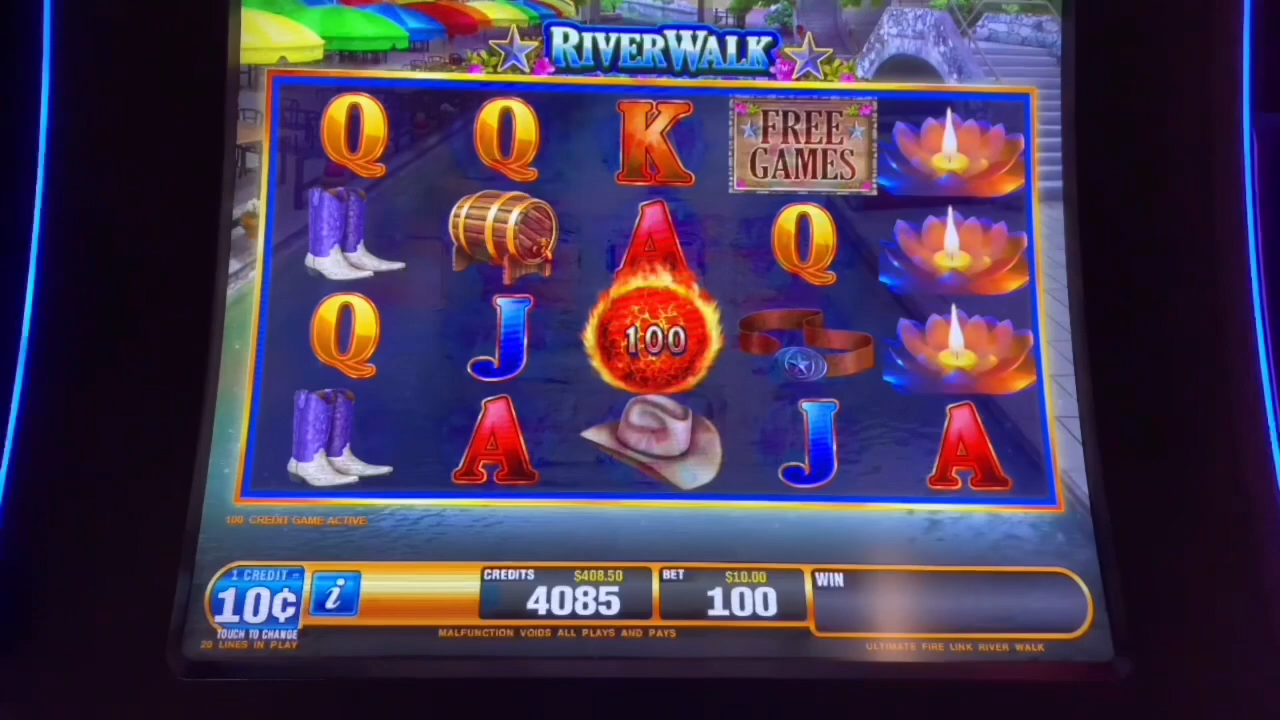 RIVERWALK
Q Q K FREE
GAMES
A Q
Q J 100
A J A
100 CREDIT GAME ACTIVE
1 CREDIT = CREDITS $408.50 BET $10.00 WIN
10¢ i 4085 100
TOUCH TO CHANGE MALFUNCTION VOIDS ALL PLAYS AND PAYS
20 LINES IN PLAY ULTIMATE FIRE LINK RIVER WALK